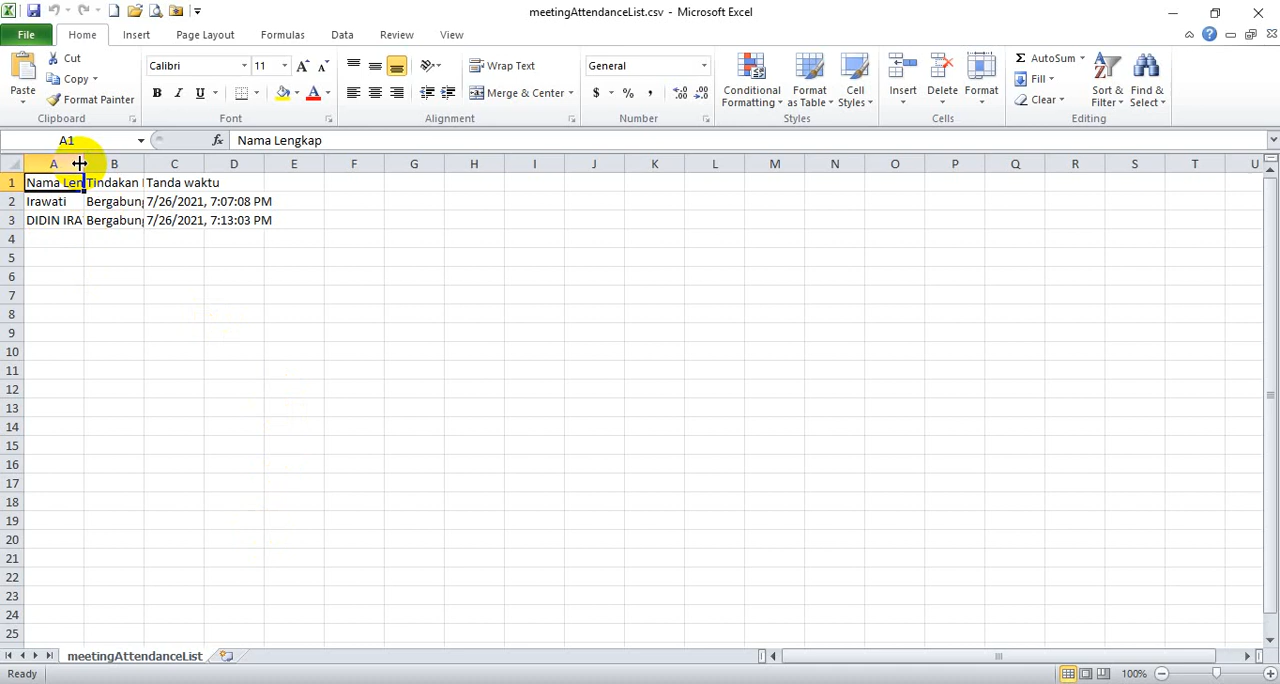 meetingAttendanceList.csv - Microsoft Excel
File Home Insert Page Layout Formulas Data Review View
Paste
Cut
Copy
Format Painter
Clipboard
Calibri 11
B I U
Font
Wrap Text
Merge & Center
Alignment
General
$ % ,
Number
Conditional Formatting
Format as Table
Cell Styles
Styles
Insert Delete Format
Cells
Σ AutoSum
Fill
Clear
Sort & Filter
Find & Select
Editing
A1 fx Nama Lengkap
A B C D E F G H I J K L M N O P Q R S T U
1 Nama Len Tindakan Tanda waktu
2 Irawati Bergabung 7/26/2021, 7:07:08 PM
3 DIDIN IRA Bergabung 7/26/2021, 7:13:03 PM
4
5
6
7
8
9
10
11
12
13
14
15
16
17
18
19
20
21
22
23
24
25
meetingAttendanceList
Ready 100%